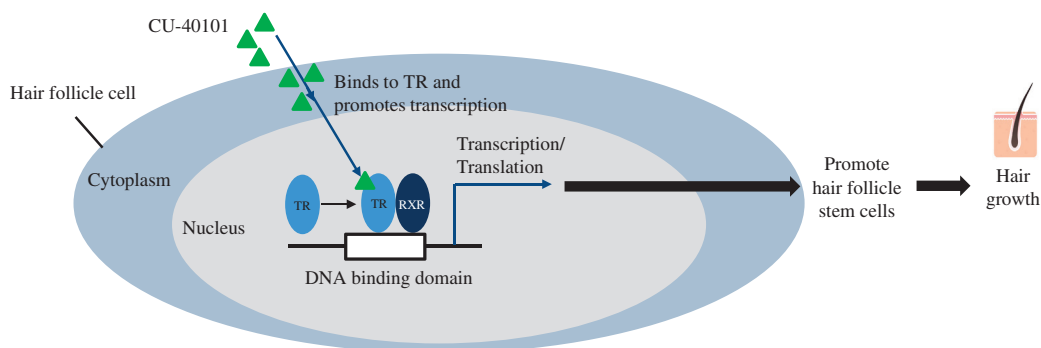 CU-40101
Hair follicle cell
Binds to TR and
promotes transcription
Cytoplasm
Transcription/
Translation
Nucleus
TR
TR
RXR
DNA binding domain
Promote
hair follicle
stem cells
Hair
growth